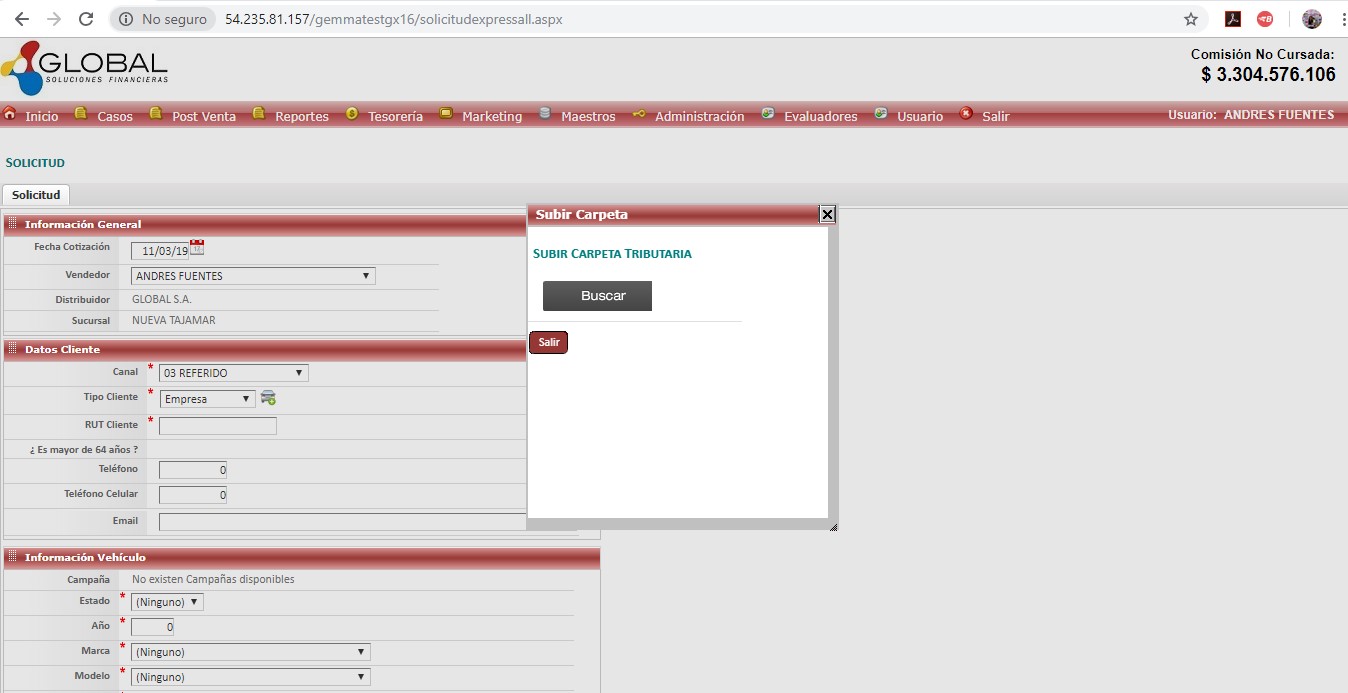 No seguro 54.235.81.157/gemmatestgx16/solicitudexpressall.aspx
GLOBAL
SOLUCIONES FINANCIERAS
Comisión No Cursada:
$ 3.304.576.106
Inicio Casos Post Venta Reportes Tesorería Marketing Maestros Administración Evaluadores Usuario Salir Usuario: ANDRES FUENTES
SOLICITUD
Solicitud
Información General
Fecha Cotización 11/03/19
Vendedor ANDRES FUENTES
Distribuidor GLOBAL S.A.
Sucursal NUEVA TAJAMAR
Datos Cliente
Canal * 03 REFERIDO
Tipo Cliente * Empresa
RUT Cliente *
¿ Es mayor de 64 años ?
Teléfono 0
Teléfono Celular 0
Email
Subir Carpeta
SUBIR CARPETA TRIBUTARIA
Buscar
Salir
Información Vehículo
Campaña No existen Campañas disponibles
Estado * (Ninguno)
Año * 0
Marca * (Ninguno)
Modelo * (Ninguno)